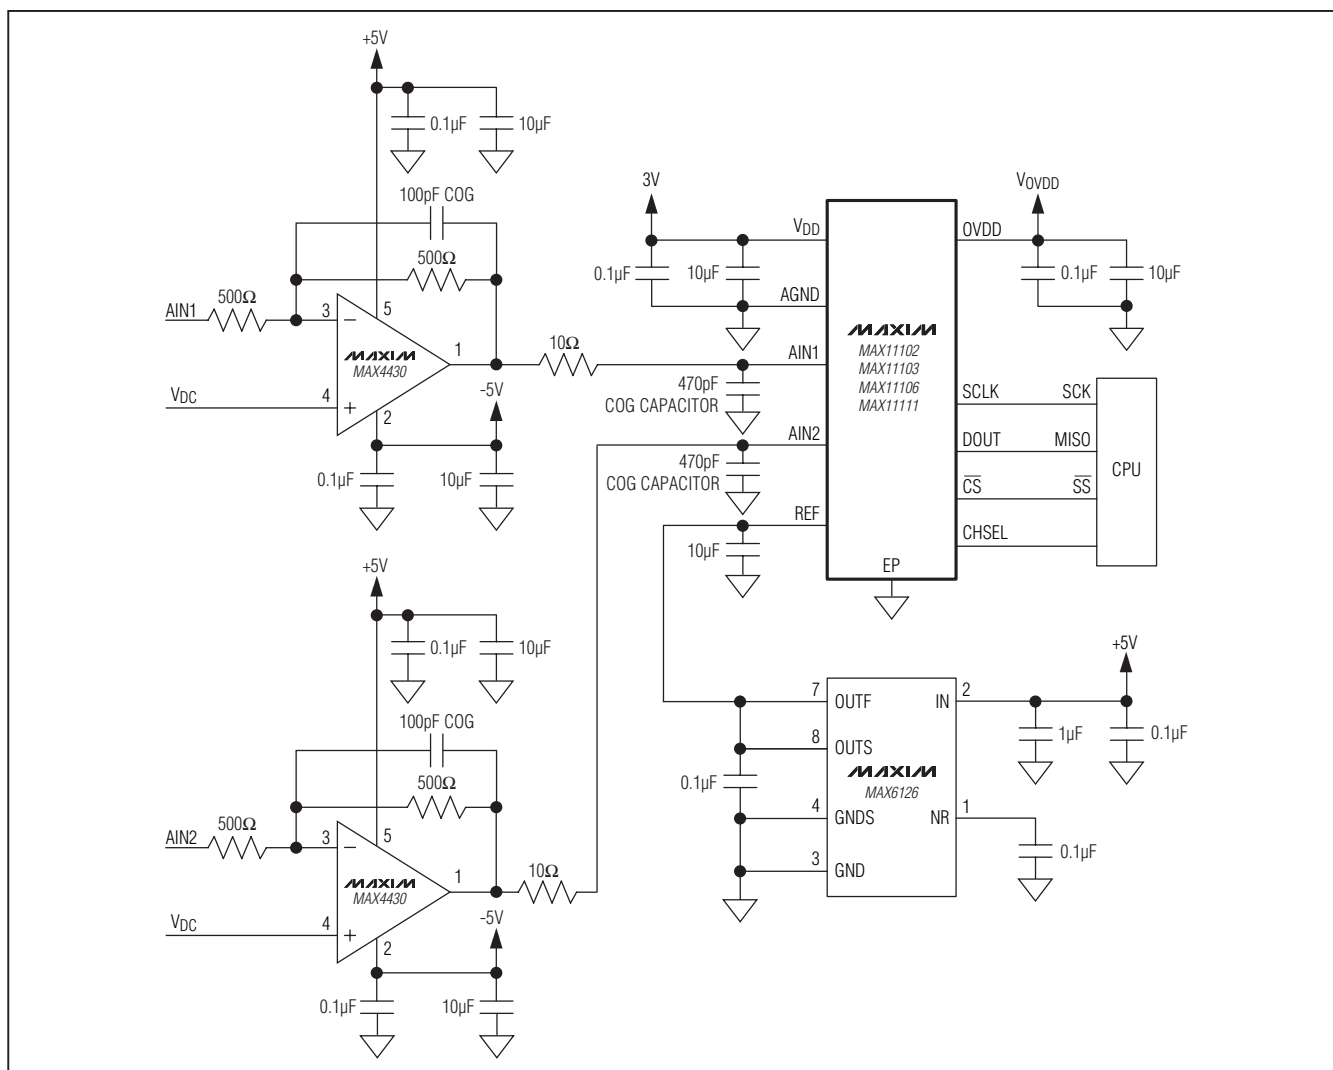 +5V
0.1µF
10µF
100pF COG
500Ω
AIN1
500Ω
3
5
MAXIM
MAX4430
1
4
VDC
2
-5V
0.1µF
10µF
10Ω
+5V
0.1µF
10µF
100pF COG
500Ω
AIN2
500Ω
3
5
MAXIM
MAX4430
1
4
VDC
2
-5V
0.1µF
10µF
10Ω
3V
VDD
0.1µF
10µF
AGND
AIN1
470pF
COG CAPACITOR
AIN2
470pF
COG CAPACITOR
REF
10µF
MAXIM
MAX11102
MAX11103
MAX11106
MAX11111
EP
VOVDD
OVDD
0.1µF
10µF
SCLK
SCK
DOUT
MISO
CS
SS
CHSEL
CPU
+5V
7
OUTF
IN
2
1µF
0.1µF
8
OUTS
0.1µF
MAXIM
MAX6126
4
GNDS
NR
1
0.1µF
3
GND